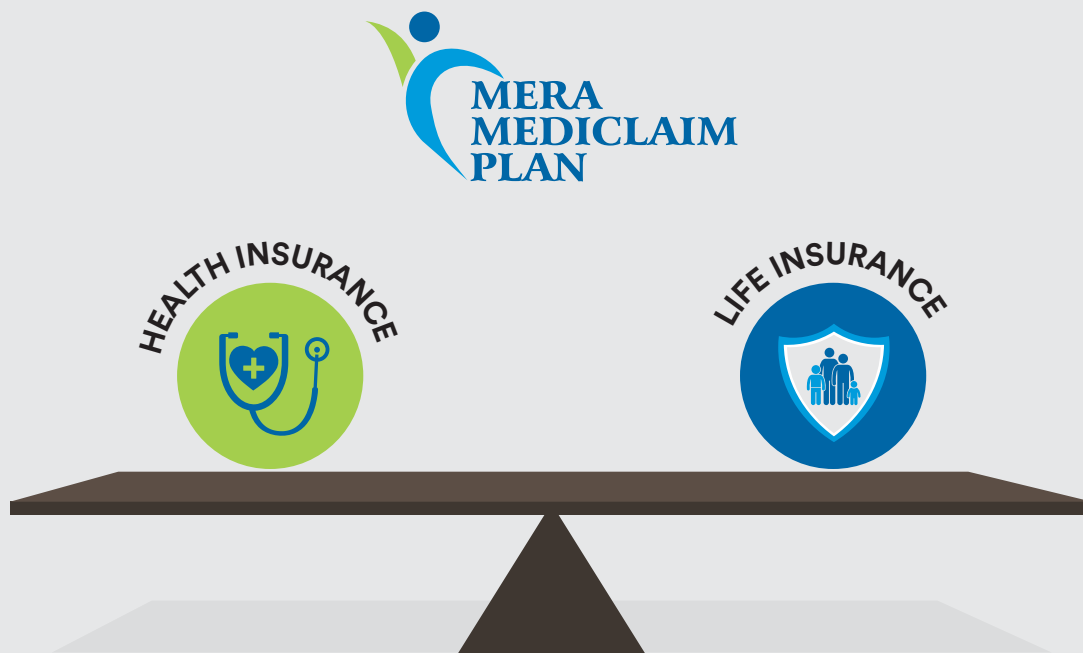 MERA
MEDICLAIM
PLAN
HEALTH INSURANCE
LIFE INSURANCE